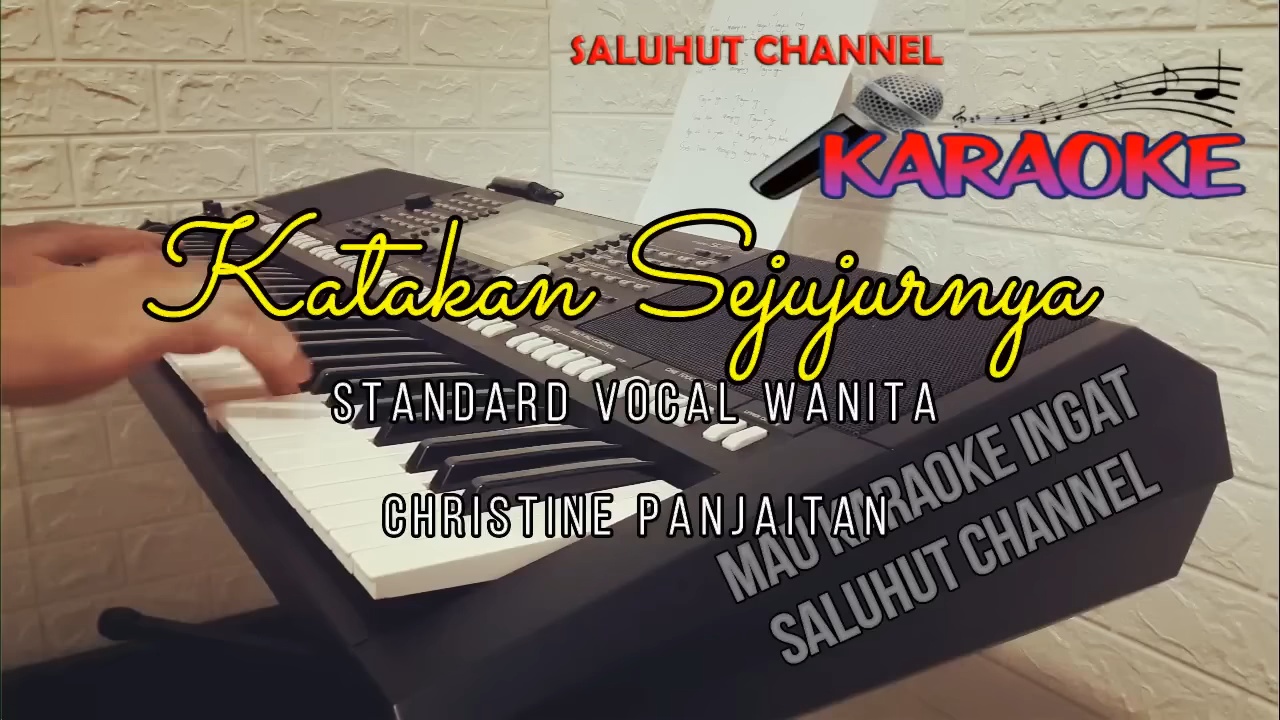 SALUHUT CHANNEL
KARAOKE
Katakan Sejujurnya
STANDARD VOCAL WANITA
CHRISTINE PANJAITAN
MAU KARAOKE INGAT
SALUHUT CHANNEL